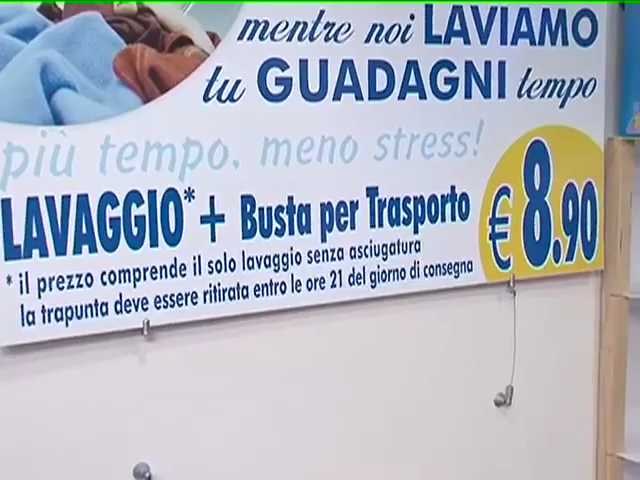 mentre noi LAVIAMO
tu GUADAGNI tempo
più tempo, meno stress!
LAVAGGIO* + Busta per Trasporto € 8.90
* il prezzo comprende il solo lavaggio senza asciugatura
la trapunta deve essere ritirata entro le ore 21 del giorno di consegna